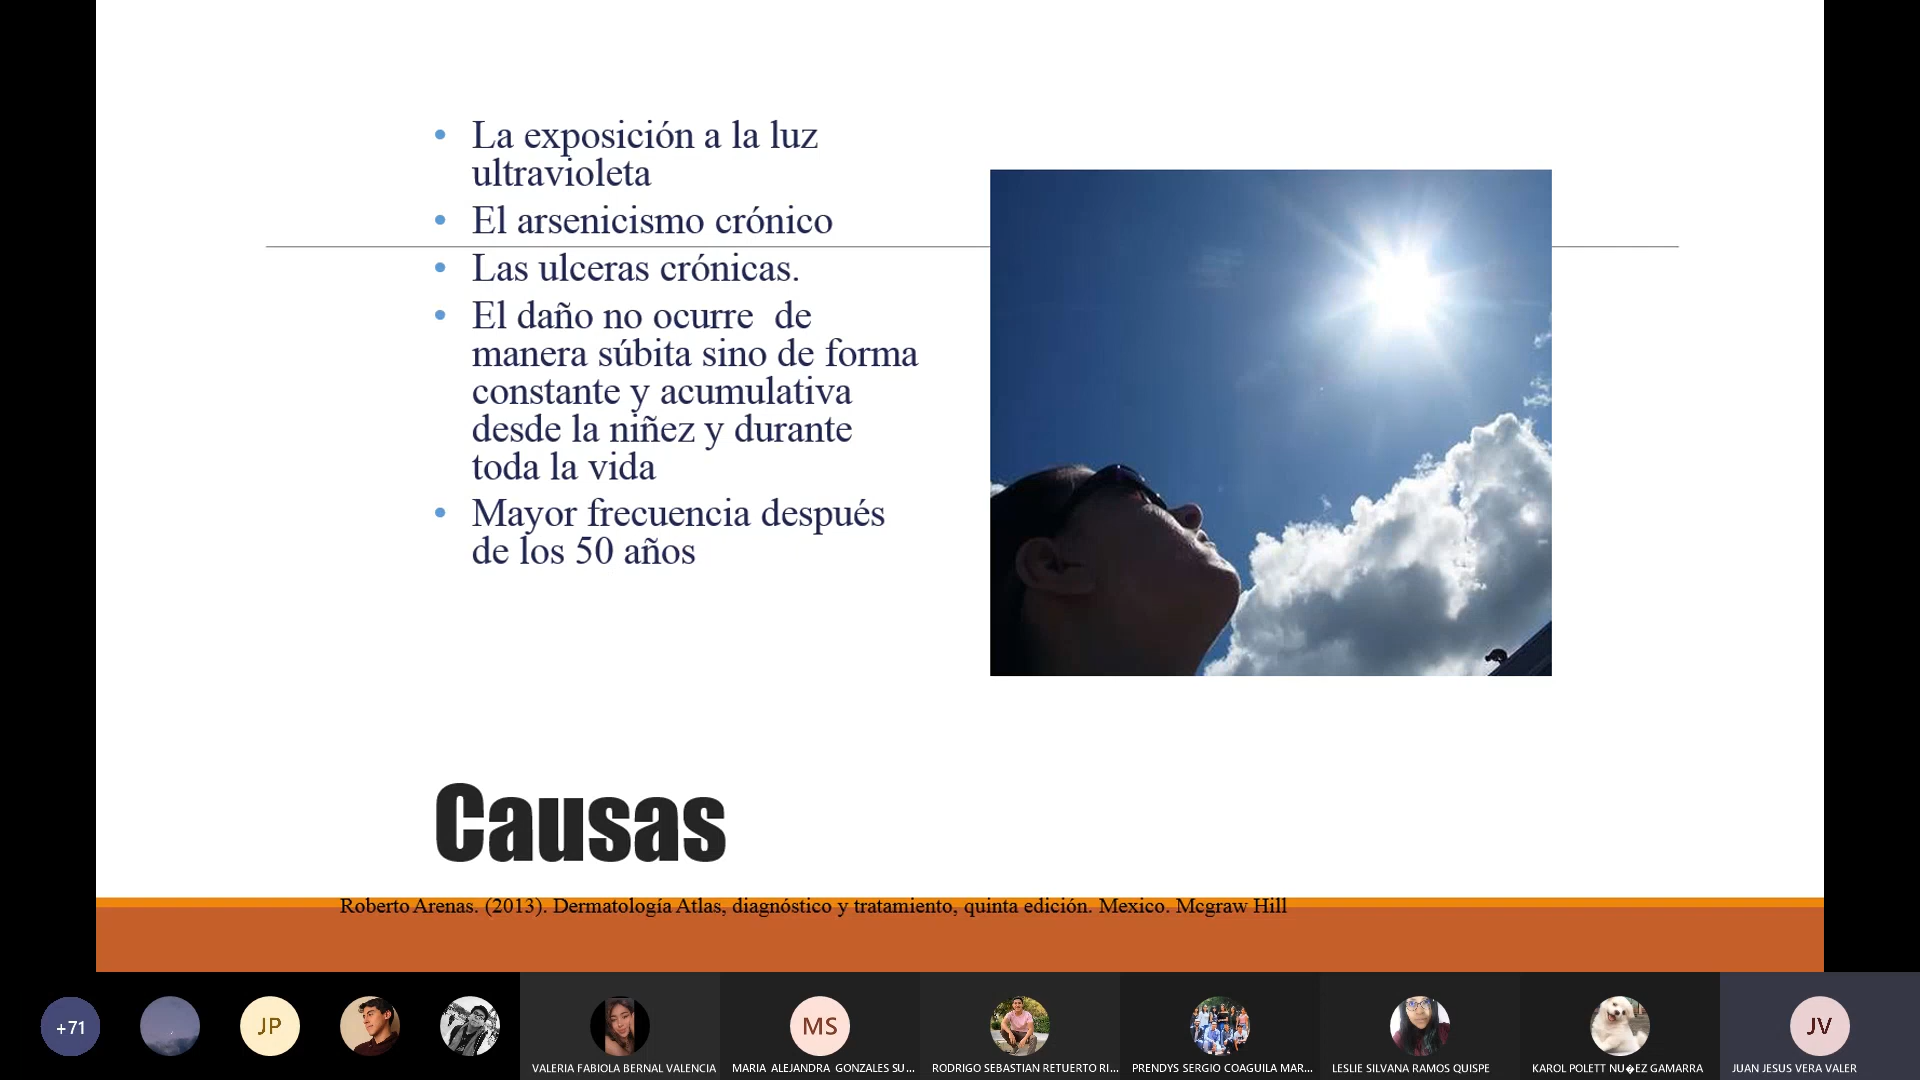 • La exposición a la luz
ultravioleta
• El arsenicismo crónico
• Las ulceras crónicas.
• El daño no ocurre  de
manera súbita sino de forma
constante y acumulativa
desde la niñez y durante
toda la vida
• Mayor frecuencia después
de los 50 años
Causas
Roberto Arenas. (2013). Dermatología Atlas, diagnóstico y tratamiento, quinta edición. Mexico. Mcgraw Hill
+71
JP
VALERIA FABIOLA BERNAL VALENCIA
MS
MARIA ALEJANDRA GONZALES SU...
RODRIGO SEBASTIAN RETUERTO RI...
PRENDYS SERGIO COAGUILA MAR...
LESLIE SILVANA RAMOS QUISPE
KAROL POLETT NU�EZ GAMARRA
JV
JUAN JESUS VERA VALER